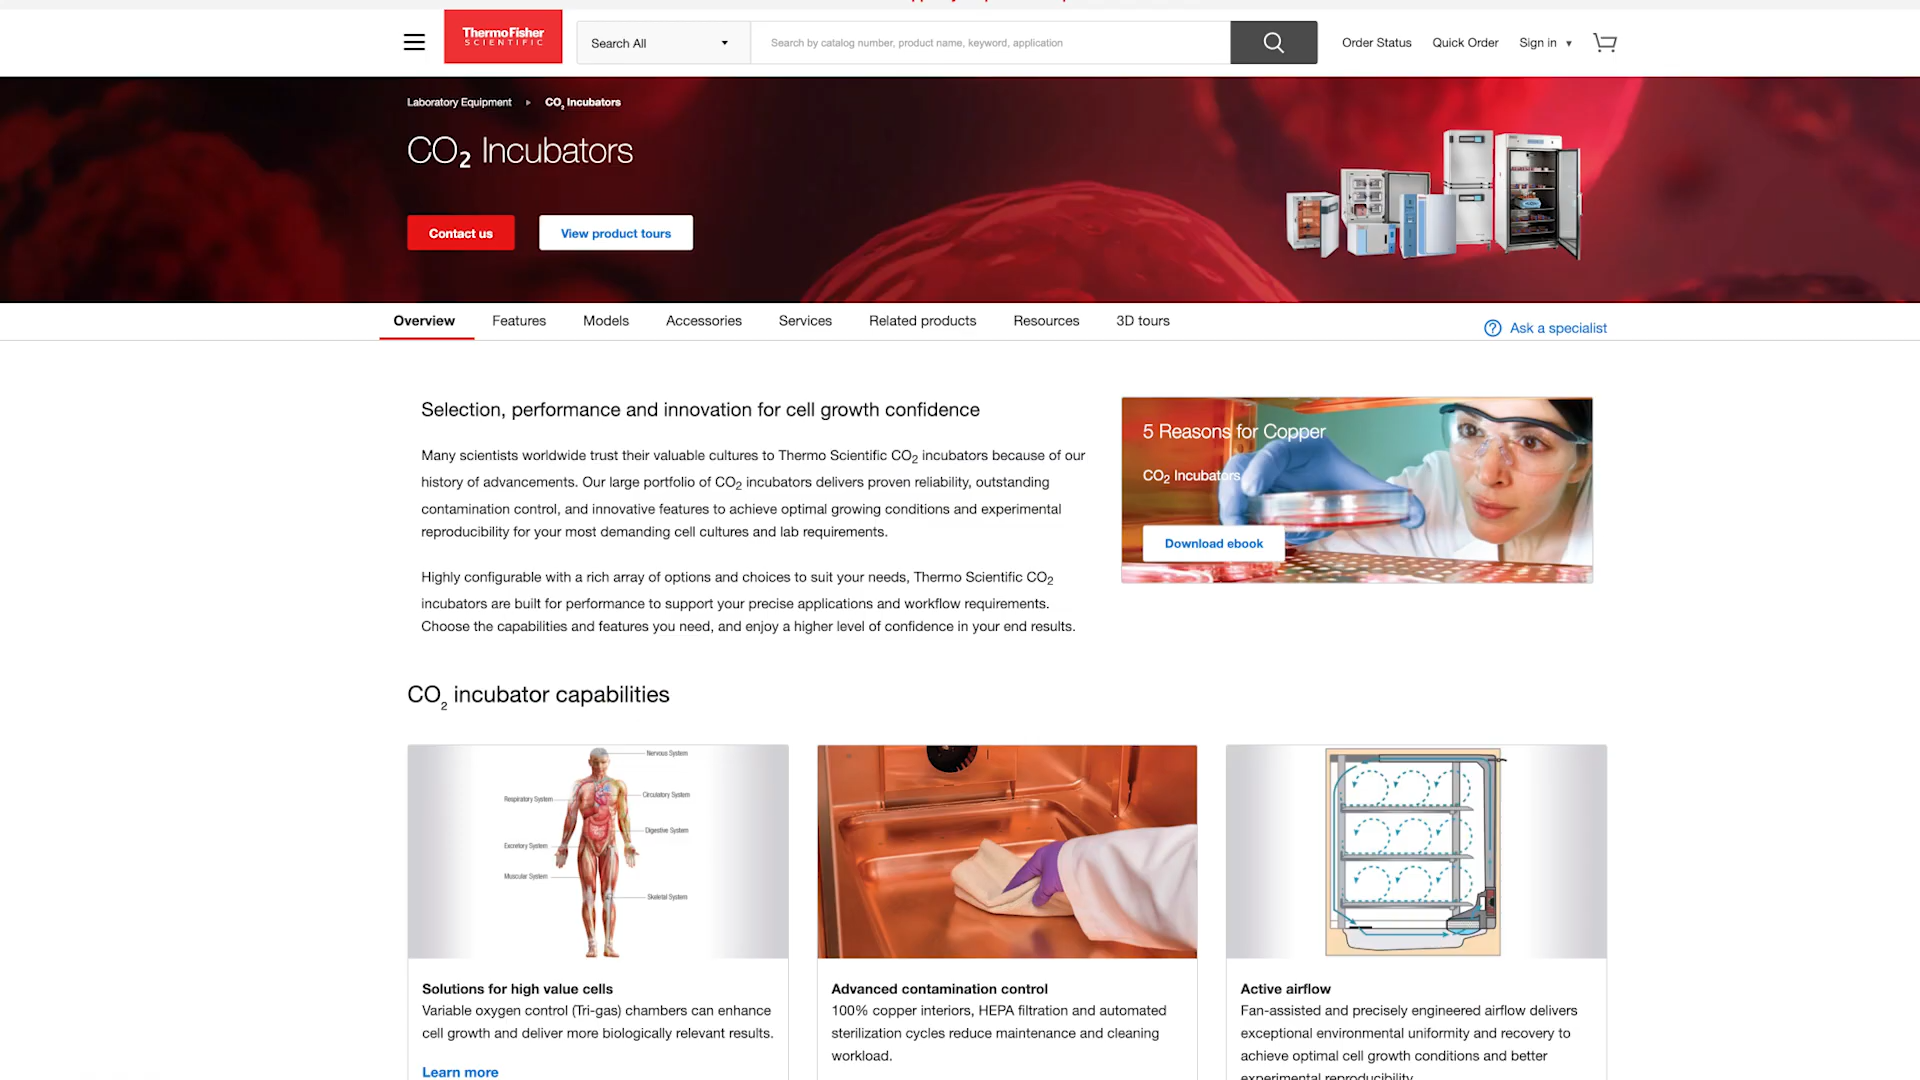 ThermoFisher
SCIENTIFIC
Search All
Search by catalog number, product name, keyword, application
Order Status
Quick Order
Sign in
Laboratory Equipment
CO2 Incubators
CO2 Incubators
Contact us
View product tours
Overview
Features
Models
Accessories
Services
Related products
Resources
3D tours
Ask a specialist
Selection, performance and innovation for cell growth confidence
Many scientists worldwide trust their valuable cultures to Thermo Scientific CO2 incubators because of our
history of advancements. Our large portfolio of CO2 incubators delivers proven reliability, outstanding
contamination control, and innovative features to achieve optimal growing conditions and experimental
reproducibility for your most demanding cell cultures and lab requirements.
Highly configurable with a rich array of options and choices to suit your needs, Thermo Scientific CO2
incubators are built for performance to support your precise applications and workflow requirements.
Choose the capabilities and features you need, and enjoy a higher level of confidence in your end results.
5 Reasons for Copper
CO2 Incubators
Download ebook
CO2 incubator capabilities
Nervous System
Respiratory System
Circulatory System
Digestive System
Excretory System
Muscular System
Skeletal System
Solutions for high value cells
Variable oxygen control (Tri-gas) chambers can enhance
cell growth and deliver more biologically relevant results.
Learn more
Advanced contamination control
100% copper interiors, HEPA filtration and automated
sterilization cycles reduce maintenance and cleaning
workload.
Active airflow
Fan-assisted and precisely engineered airflow delivers
exceptional environmental uniformity and recovery to
achieve optimal cell growth conditions and better
experimental reproducibility.